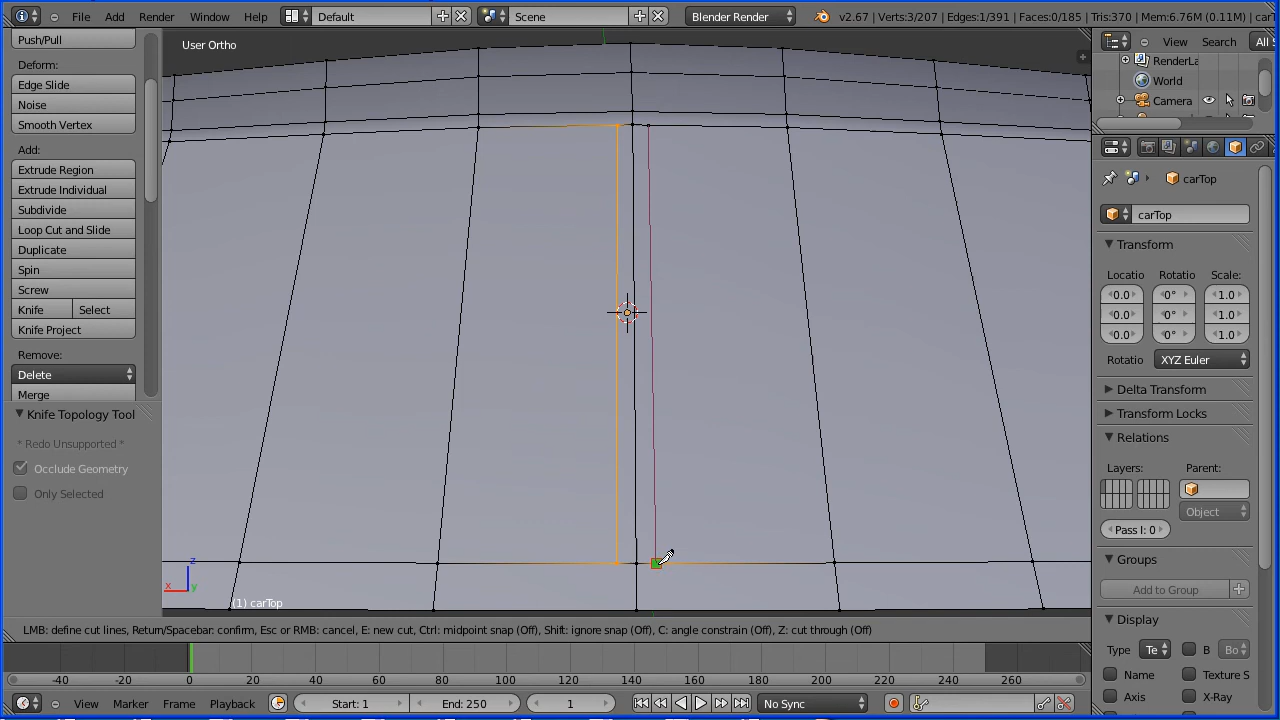 File Add Render Window Help Default Scene Blender Render v2.67 | Verts:3/207 | Edges:1/391 | Faces:0/185 | Tris:370 | Mem:6.76M (0.11M) | carT
Push/Pull
User Ortho
View Search All S
Deform:
Edge Slide
Noise
Smooth Vertex
RenderLa
World
Camera
Add:
Extrude Region
Extrude Individual
Subdivide
Loop Cut and Slide
Duplicate
Spin
Screw
Knife Select
Knife Project
Remove:
Delete
Merge
Knife Topology Tool
* Redo Unsupported *
Occlude Geometry
Only Selected
carTop
carTop
Transform
Locatio Rotatio Scale:
0.0 0° 1.0
0.0 0° 1.0
0.0 0° 1.0
Rotatio XYZ Euler
Delta Transform
Transform Locks
Relations
Layers: Parent:
Object
Pass I: 0
Groups
Add to Group
Display
Type Te B Bo
Name Texture S
Axis X-Ray
z
x y
(1) carTop
LMB: define cut lines, Return/Spacebar: confirm, Esc or RMB: cancel, E: new cut, Ctrl: midpoint snap (Off), Shift: ignore snap (Off), C: angle constrain (Off), Z: cut through (Off)
-40 -20 0 20 40 60 80 100 120 140 160 180 200 220 240 260
View Marker Frame Playback Start: 1 End: 250 1 No Sync